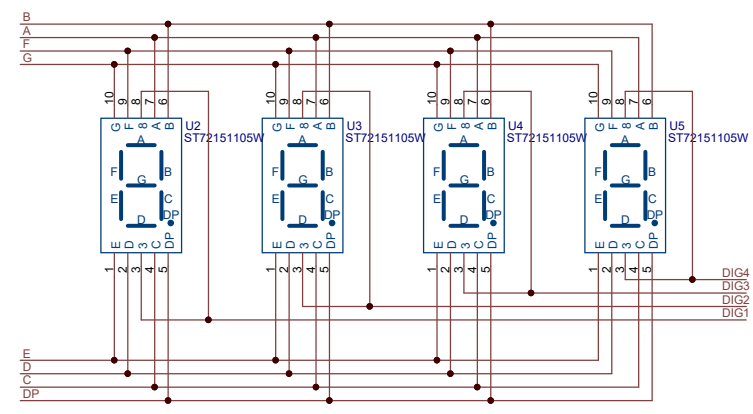 B
A
F
G
10 9 8 7 6 10 9 8 7 6 10 9 8 7 6 10 9 8 7 6
U2 U3 U4 U5
ST72151105W ST72151105W ST72151105W ST72151105W
G F 8 A B G F 8 A B G F 8 A B G F 8 A B
A A A A
F B F B F B F B
G G G G
E C E C E C E C
DP DP DP DP
D D D D
E D 3 C DP E D 3 C DP E D 3 C DP E D 3 C DP
1 2 3 4 5 1 2 3 4 5 1 2 3 4 5 1 2 3 4 5
DIG4
DIG3
DIG2
DIG1
E
D
C
DP